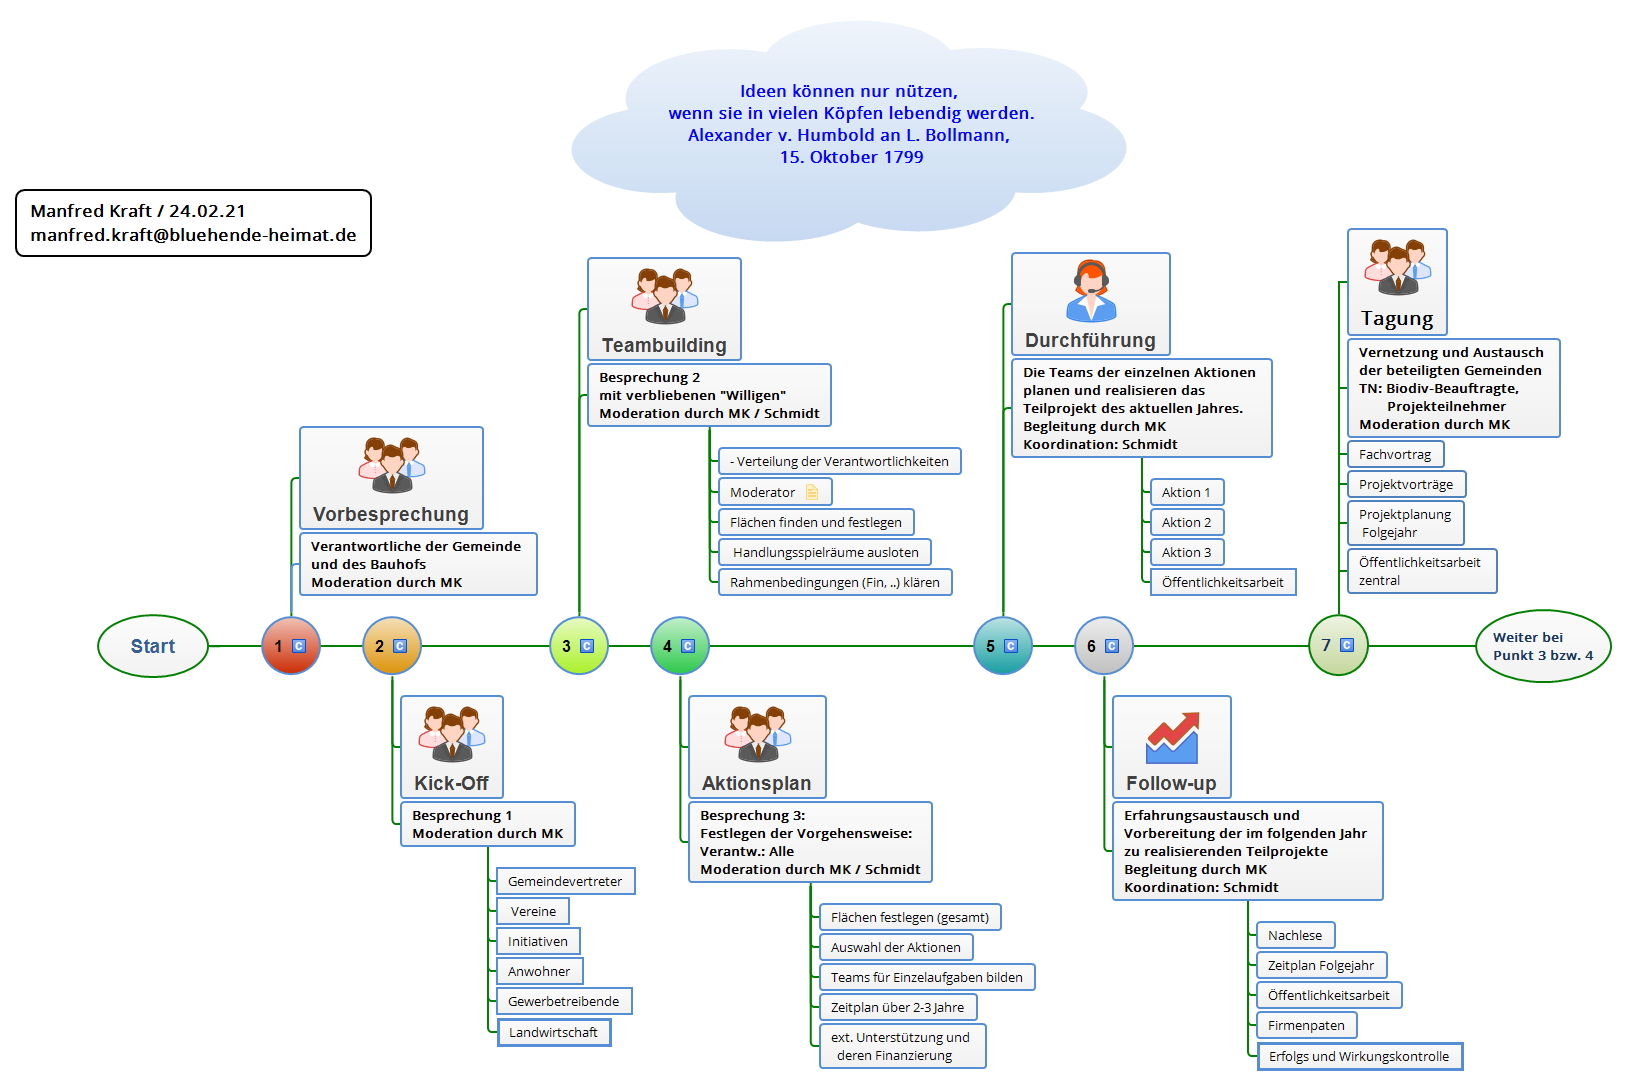 Ideen können nur nützen,
wenn sie in vielen Köpfen lebendig werden.
Alexander v. Humbold an L. Bollmann,
15. Oktober 1799
Manfred Kraft / 24.02.21
manfred.kraft@bluehende-heimat.de
Start
1
Vorbesprechung
Verantwortliche der Gemeinde
und des Bauhofs
Moderation durch MK
2
Kick-Off
Besprechung 1
Moderation durch MK
Gemeindevertreter
Vereine
Initiativen
Anwohner
Gewerbetreibende
Landwirtschaft
3
Teambuilding
Besprechung 2
mit verbliebenen "Willigen"
Moderation durch MK / Schmidt
- Verteilung der Verantwortlichkeiten
Moderator
Flächen finden und festlegen
Handlungsspielräume ausloten
Rahmenbedingungen (Fin, ..) klären
4
Aktionsplan
Besprechung 3:
Festlegen der Vorgehensweise:
Verantw.: Alle
Moderation durch MK / Schmidt
Flächen festlegen (gesamt)
Auswahl der Aktionen
Teams für Einzelaufgaben bilden
Zeitplan über 2-3 Jahre
ext. Unterstützung und
deren Finanzierung
5
Durchführung
Die Teams der einzelnen Aktionen
planen und realisieren das
Teilprojekt des aktuellen Jahres.
Begleitung durch MK
Koordination: Schmidt
Aktion 1
Aktion 2
Aktion 3
Öffentlichkeitsarbeit
6
Follow-up
Erfahrungsaustausch und
Vorbereitung der im folgenden Jahr
zu realisierenden Teilprojekte
Begleitung durch MK
Koordination: Schmidt
Nachlese
Zeitplan Folgejahr
Öffentlichkeitsarbeit
Firmenpaten
Erfolgs und Wirkungskontrolle
7
Tagung
Vernetzung und Austausch
der beteiligten Gemeinden
TN: Biodiv-Beauftragte,
Projekteilnehmer
Moderation durch MK
Fachvortrag
Projektvorträge
Projektplanung
Folgejahr
Öffentlichkeitsarbeit
zentral
Weiter bei
Punkt 3 bzw. 4